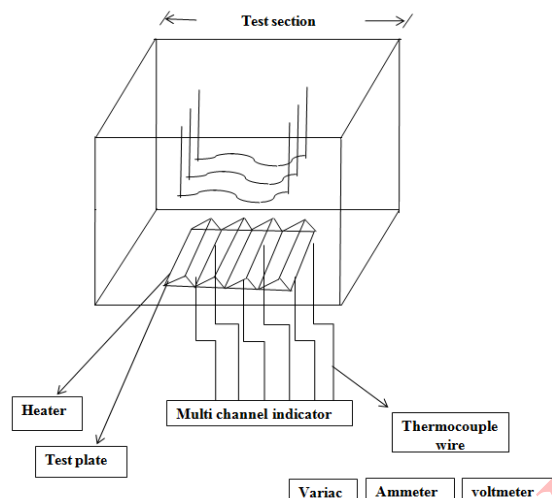 Test section
Heater
Multi channel indicator
Thermocouple
wire
Test plate
Variac
Ammeter
voltmeter